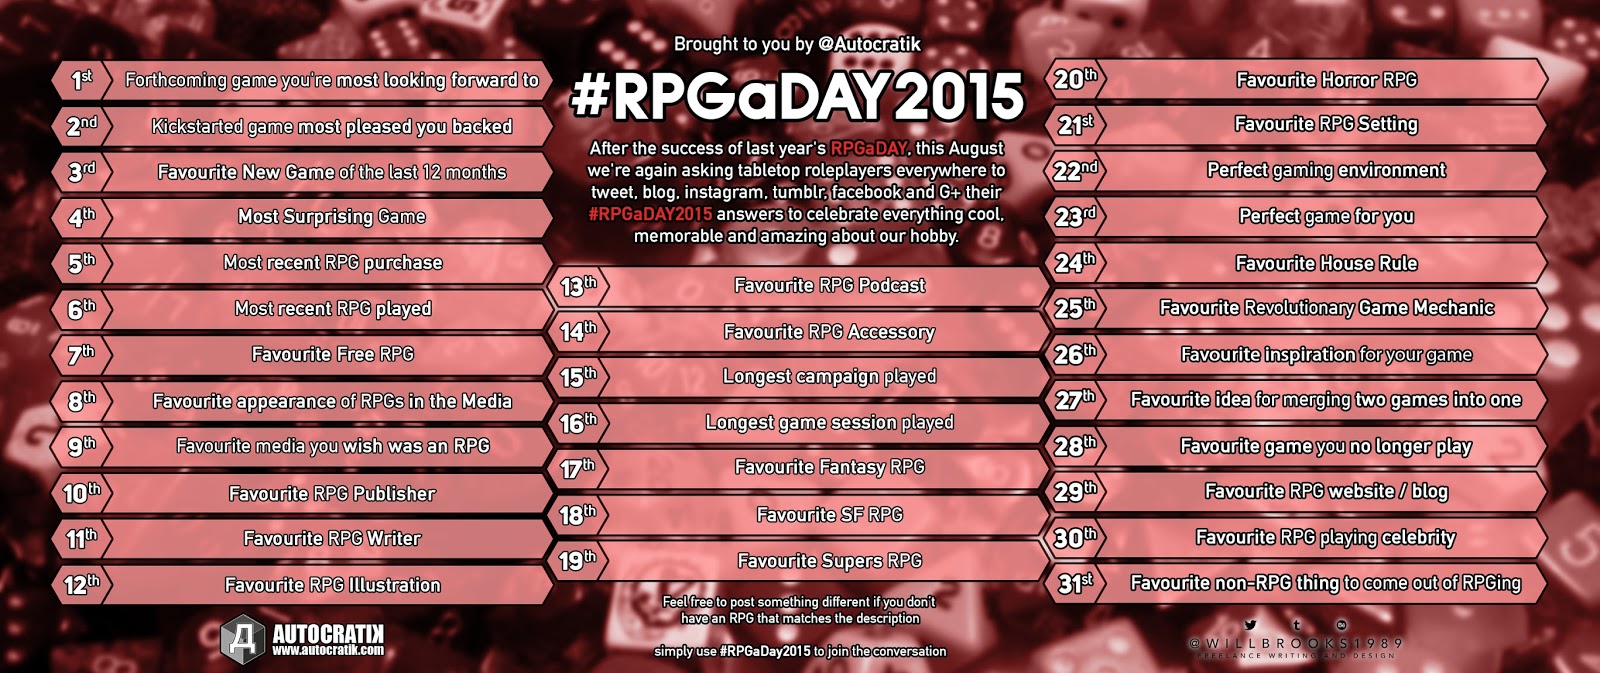 Brought to you by @Autocratik
#RPGaDAY2015
After the success of last year's RPGaDAY, this August
we're again asking tabletop roleplayers everywhere to
tweet, blog, instagram, tumblr, facebook and G+ their
#RPGaDAY2015 answers to celebrate everything cool,
memorable and amazing about our hobby.
1st Forthcoming game you're most looking forward to
2nd Kickstarted game most pleased you backed
3rd Favourite New Game of the last 12 months
4th Most Surprising Game
5th Most recent RPG purchase
6th Most recent RPG played
7th Favourite Free RPG
8th Favourite appearance of RPGs in the Media
9th Favourite media you wish was an RPG
10th Favourite RPG Publisher
11th Favourite RPG Writer
12th Favourite RPG Illustration
13th Favourite RPG Podcast
14th Favourite RPG Accessory
15th Longest campaign played
16th Longest game session played
17th Favourite Fantasy RPG
18th Favourite SF RPG
19th Favourite Supers RPG
20th Favourite Horror RPG
21st Favourite RPG Setting
22nd Perfect gaming environment
23rd Perfect game for you
24th Favourite House Rule
25th Favourite Revolutionary Game Mechanic
26th Favourite inspiration for your game
27th Favourite idea for merging two games into one
28th Favourite game you no longer play
29th Favourite RPG website / blog
30th Favourite RPG playing celebrity
31st Favourite non-RPG thing to come out of RPGing
Feel free to post something different if you don't
have an RPG that matches the description
simply use #RPGaDay2015 to join the conversation
Д AUTOCRATIK
www.autocratik.com
@WILLBROOKS1989
FREELANCE WRITING AND DESIGN